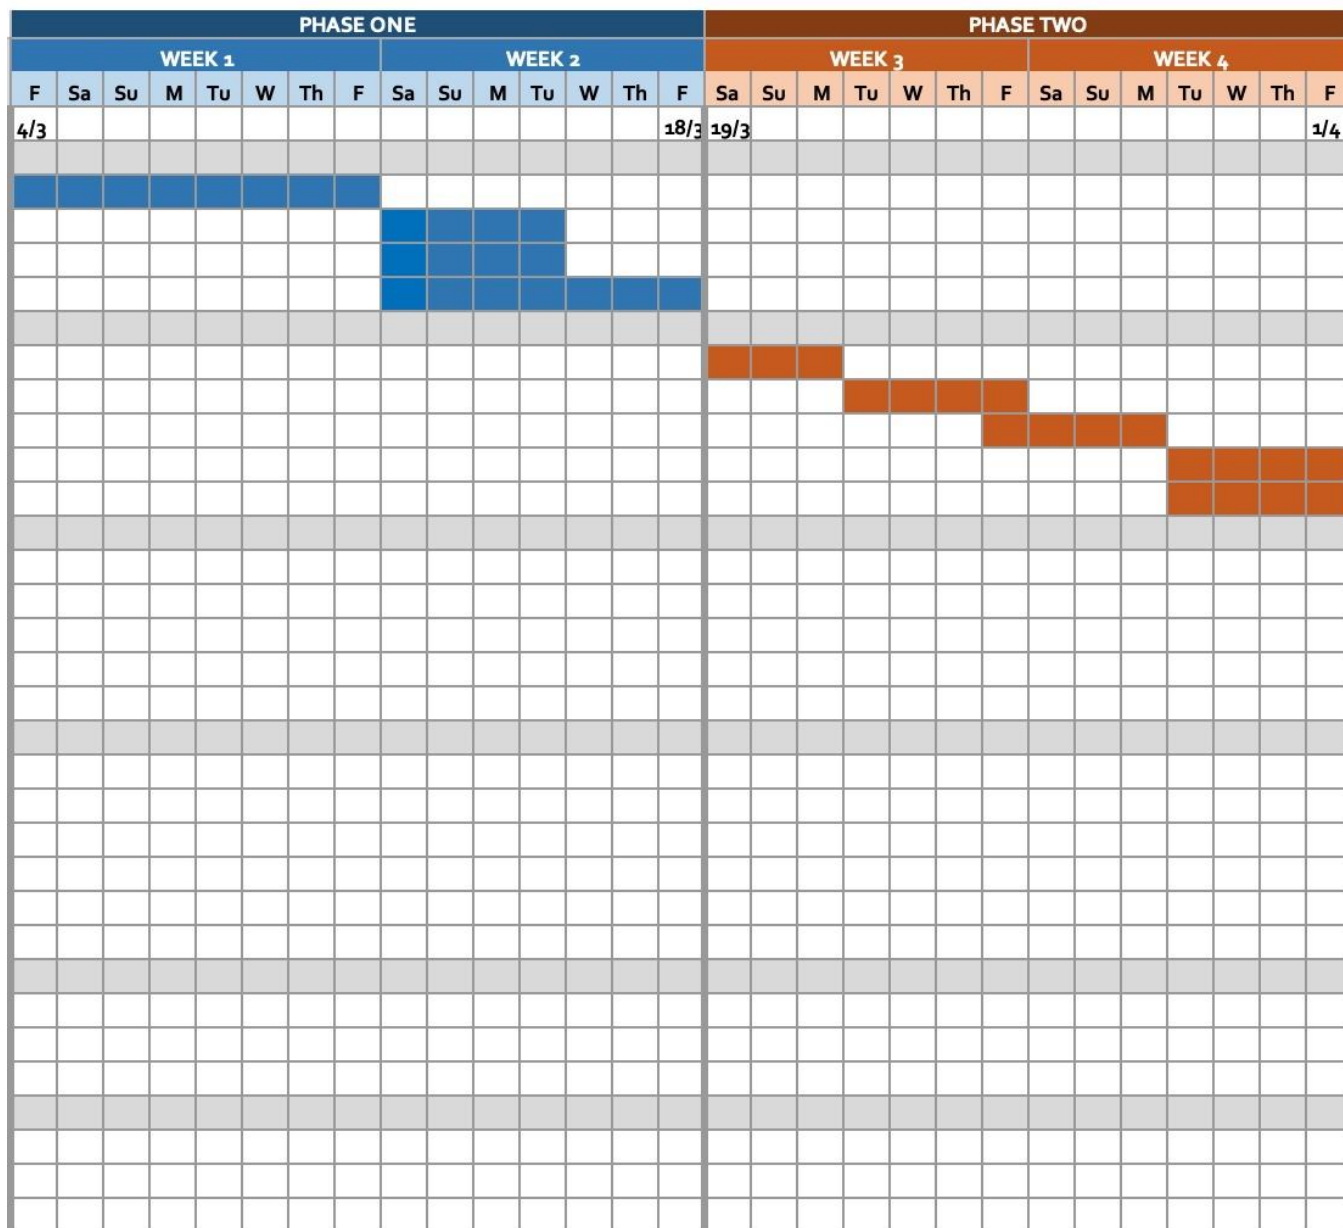 PHASE ONE PHASE TWO
WEEK 1 WEEK 2 WEEK 3 WEEK 4
F Sa Su M Tu W Th F Sa Su M Tu W Th F Sa Su M Tu W Th F Sa Su M Tu W Th F
4/3 18/3 19/3 1/4